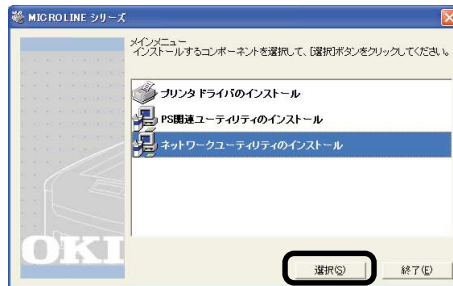 MICROLINE シリーズ
メインメニュー
インストールするコンポーネントを選択して、[選択]ボタンをクリックしてください。
プリンタ ドライバのインストール
PS関連ユーティリティのインストール
ネットワークユーティリティのインストール
OKI
選択(S)
終了(E)